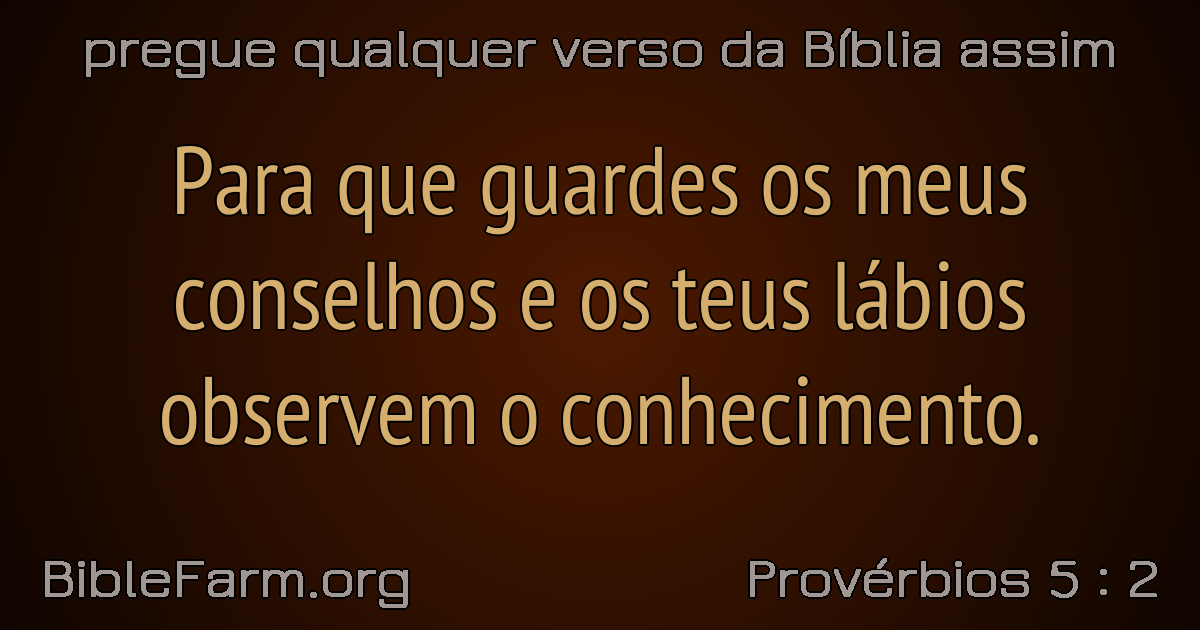 pregue qualquer verso da Bíblia assim
Para que guardes os meus
conselhos e os teus lábios
observem o conhecimento.
BibleFarm.org
Provérbios 5 : 2